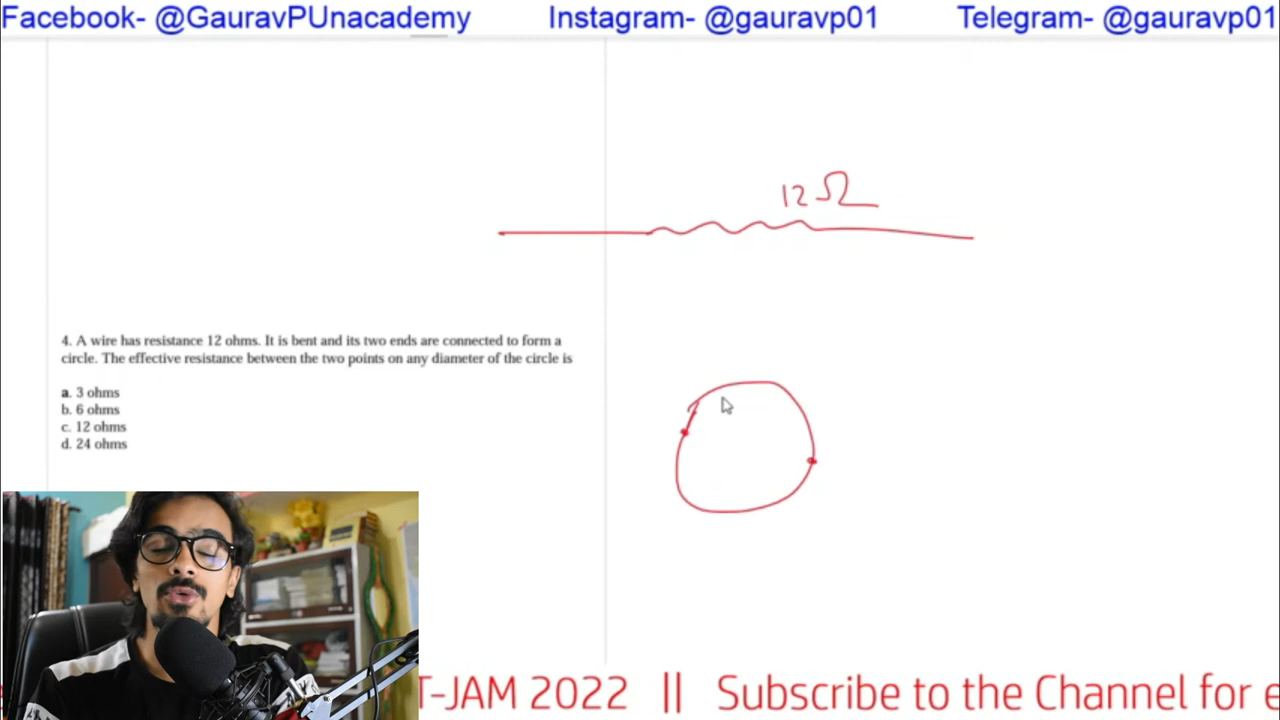 Facebook- @GauravPUnacademy Instagram- @gauravp01 Telegram- @gauravp01
12Ω
4. A wire has resistance 12 ohms. It is bent and its two ends are connected to form a
circle. The effective resistance between the two points on any diameter of the circle is
a. 3 ohms
b. 6 ohms
c. 12 ohms
d. 24 ohms
T-JAM 2022 || Subscribe to the Channel for e